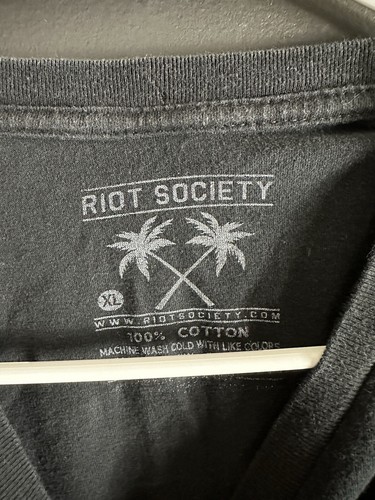 RIOT SOCIETY
XL
WWW.RIOTSOCIETY.COM
100% COTTON
MACHINE WASH COLD WITH LIKE COLORS